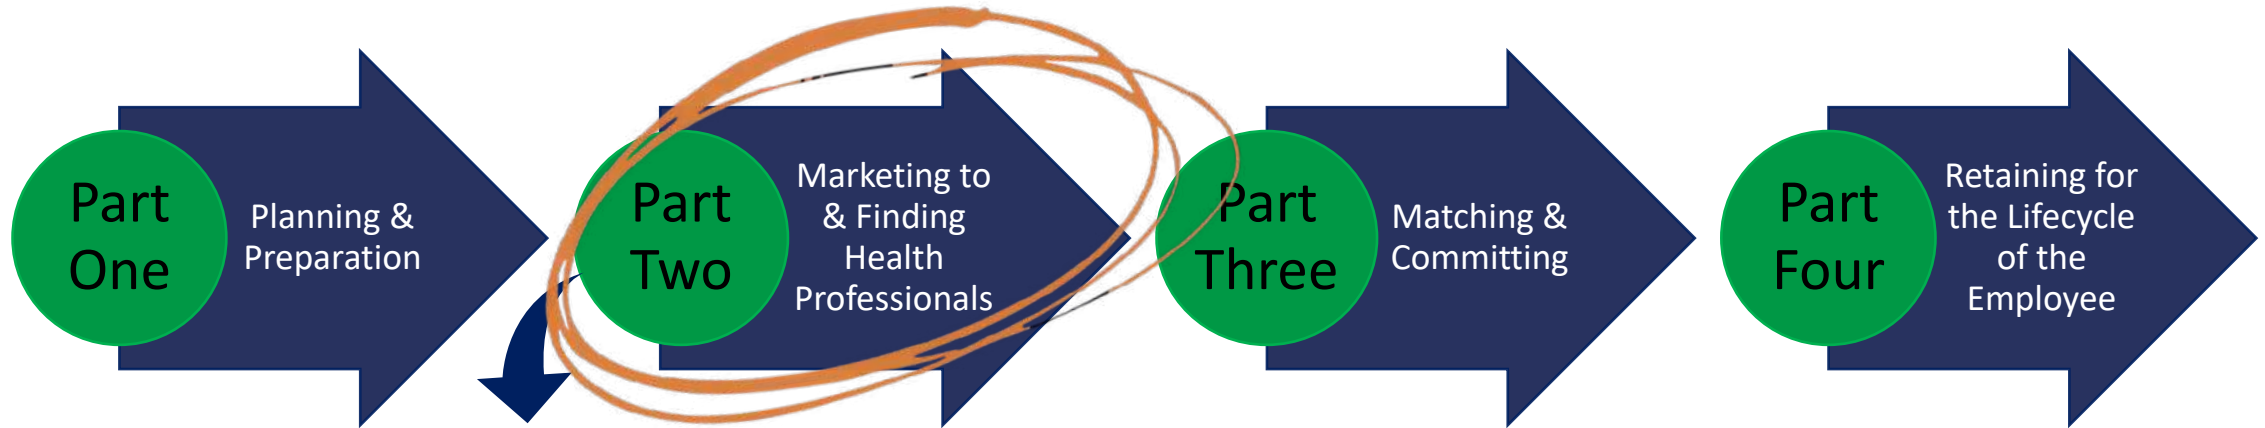 Part
One
Planning &
Preparation
Part
Two
Marketing to
& Finding
Health
Professionals
Part
Three
Matching &
Committing
Part
Four
Retaining for
the Lifecycle
of the
Employee